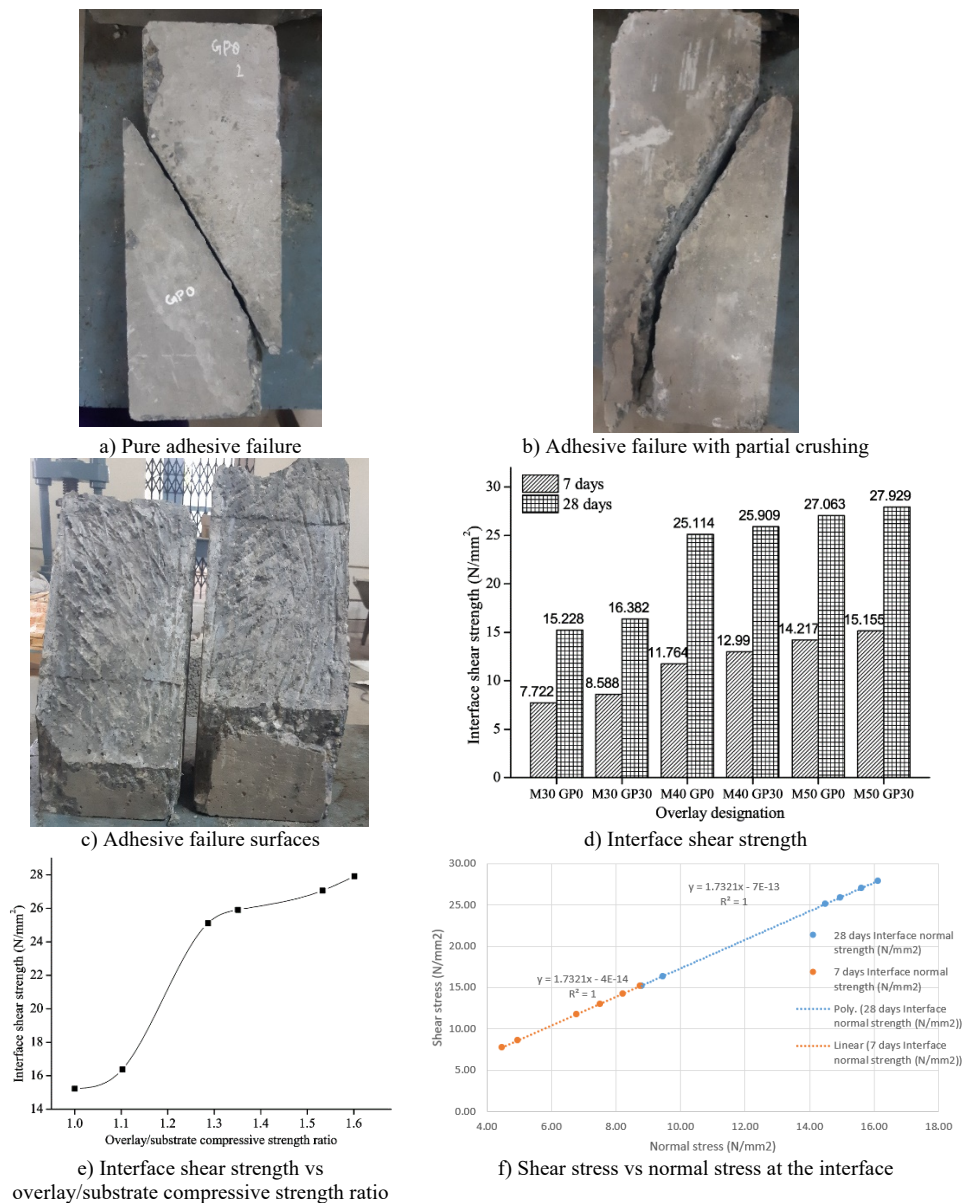 GP0
2
GP0
a) Pure adhesive failure
b) Adhesive failure with partial crushing
c) Adhesive failure surfaces
Interface shear strength (N/mm²)
30
25
20
15
10
5
0
7 days
28 days
7.722
15.228
8.588
16.382
11.764
25.114
12.99
25.909
14.217
27.063
15.155
27.929
M30 GP0 M30 GP30 M40 GP0 M40 GP30 M50 GP0 M50 GP30
Overlay designation
d) Interface shear strength
Interface shear strength (N/mm²)
28
26
24
22
20
18
16
14
1.0 1.1 1.2 1.3 1.4 1.5 1.6
Overlay/substrate compressive strength ratio
e) Interface shear strength vs
overlay/substrate compressive strength ratio
Shear stress (N/mm2)
30.00
25.00
20.00
15.00
10.00
5.00
0.00
y = 1.7321x - 7E-13
R² = 1
y = 1.7321x - 4E-14
R² = 1
28 days Interface normal
strength (N/mm2)
7 days Interface normal
strength (N/mm2)
Poly. (28 days Interface
normal strength (N/mm2))
Linear (7 days Interface
normal strength (N/mm2))
4.00 6.00 8.00 10.00 12.00 14.00 16.00 18.00
Normal stress (N/mm2)
f) Shear stress vs normal stress at the interface